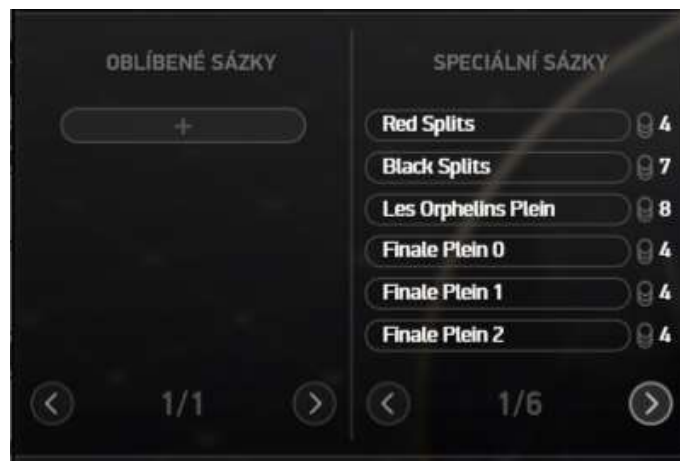 OBLÍBENÉ SÁZKY
+
1/1
SPECIÁLNÍ SÁZKY
Red Splits 4
Black Splits 7
Les Orphelins Plein 8
Finale Plein 0 4
Finale Plein 1 4
Finale Plein 2 4
1/6